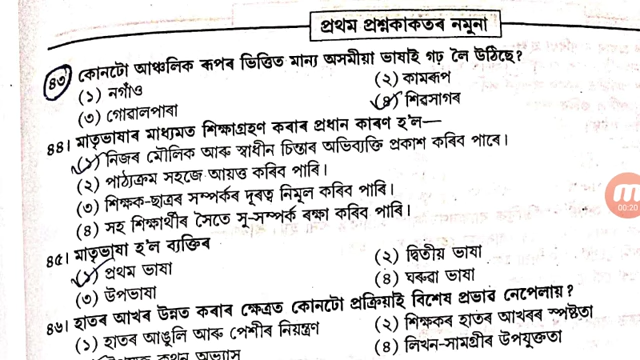 প্ৰথম প্ৰশ্নকাকতৰ নমুনা
৪৩ কোনটো আঞ্চলিক ৰূপৰ ভিত্তিত মান্য অসমীয়া ভাষাই গঢ় লৈ উঠিছে?
(১) নগাঁও (২) কামৰূপ
(৩) গোৱালপাৰা (৪) শিৱসাগৰ
৪৪। মাতৃভাষাৰ মাধ্যমত শিক্ষাগ্ৰহণ কৰাৰ প্ৰধান কাৰণ হ'ল—
(১) নিজৰ মৌলিক আৰু স্বাধীন চিন্তাৰ অভিব্যক্তি প্ৰকাশ কৰিব পাৰে।
(২) পাঠ্যক্ৰম সহজে আয়ত্ত কৰিব পাৰি।
(৩) শিক্ষক-ছাত্ৰৰ সম্পৰ্কৰ দূৰত্ব নিৰ্মূল কৰিব পাৰি।
(৪) সহ শিক্ষাৰ্থীৰ সৈতে সু-সম্পৰ্ক ৰক্ষা কৰিব পাৰি।
৪৫। মাতৃভাষা হ'ল ব্যক্তিৰ
(১) প্ৰথম ভাষা (২) দ্বিতীয় ভাষা
(৩) উপভাষা (৪) ঘৰুৱা ভাষা
৪৬। হাতৰ আখৰ উন্নত কৰাৰ ক্ষেত্ৰত কোনটো প্ৰক্ৰিয়াই বিশেষ প্ৰভাৱ নেপেলায়?
(১) হাতৰ আঙুলি আৰু পেশীৰ নিয়ন্ত্ৰণ (২) শিক্ষকৰ হাতৰ আখৰৰ স্পষ্টতা
কথন অভ্যাস (৪) লিখন-সামগ্ৰীৰ উপযুক্ততা
00:20